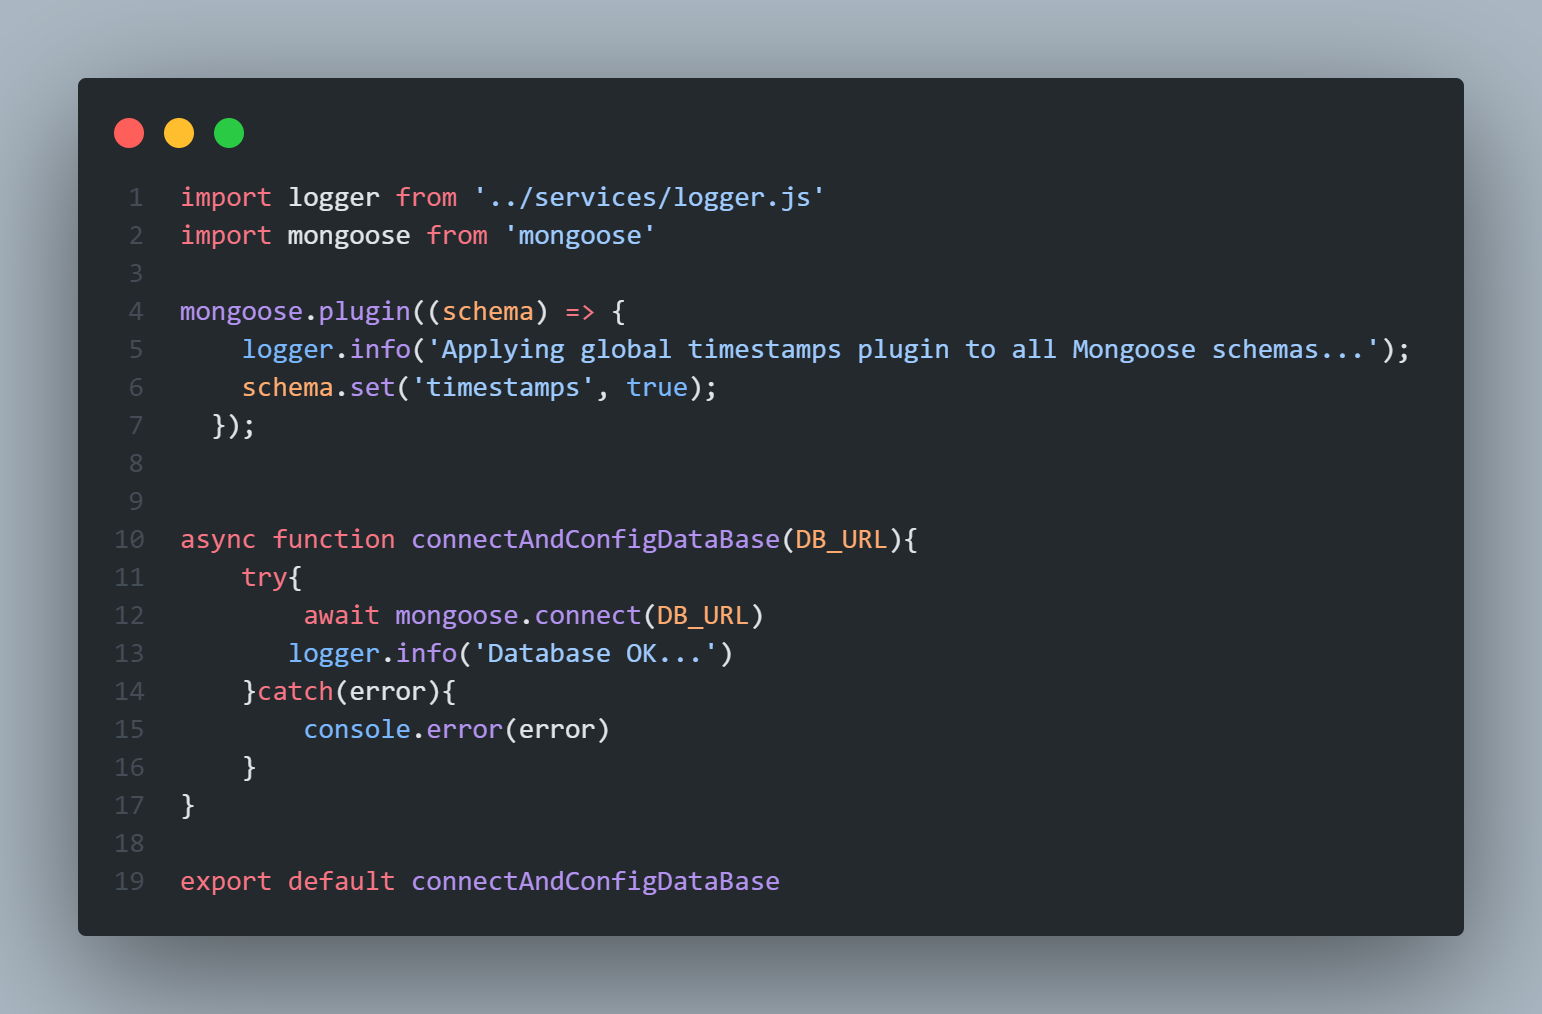 1 import logger from '../services/logger.js'
2 import mongoose from 'mongoose'
3
4 mongoose.plugin((schema) => {
5     logger.info('Applying global timestamps plugin to all Mongoose schemas...');
6     schema.set('timestamps', true);
7   });
8
9
10 async function connectAndConfigDataBase(DB_URL){
11     try{
12         await mongoose.connect(DB_URL)
13        logger.info('Database OK...')
14     }catch(error){
15         console.error(error)
16     }
17 }
18
19 export default connectAndConfigDataBase